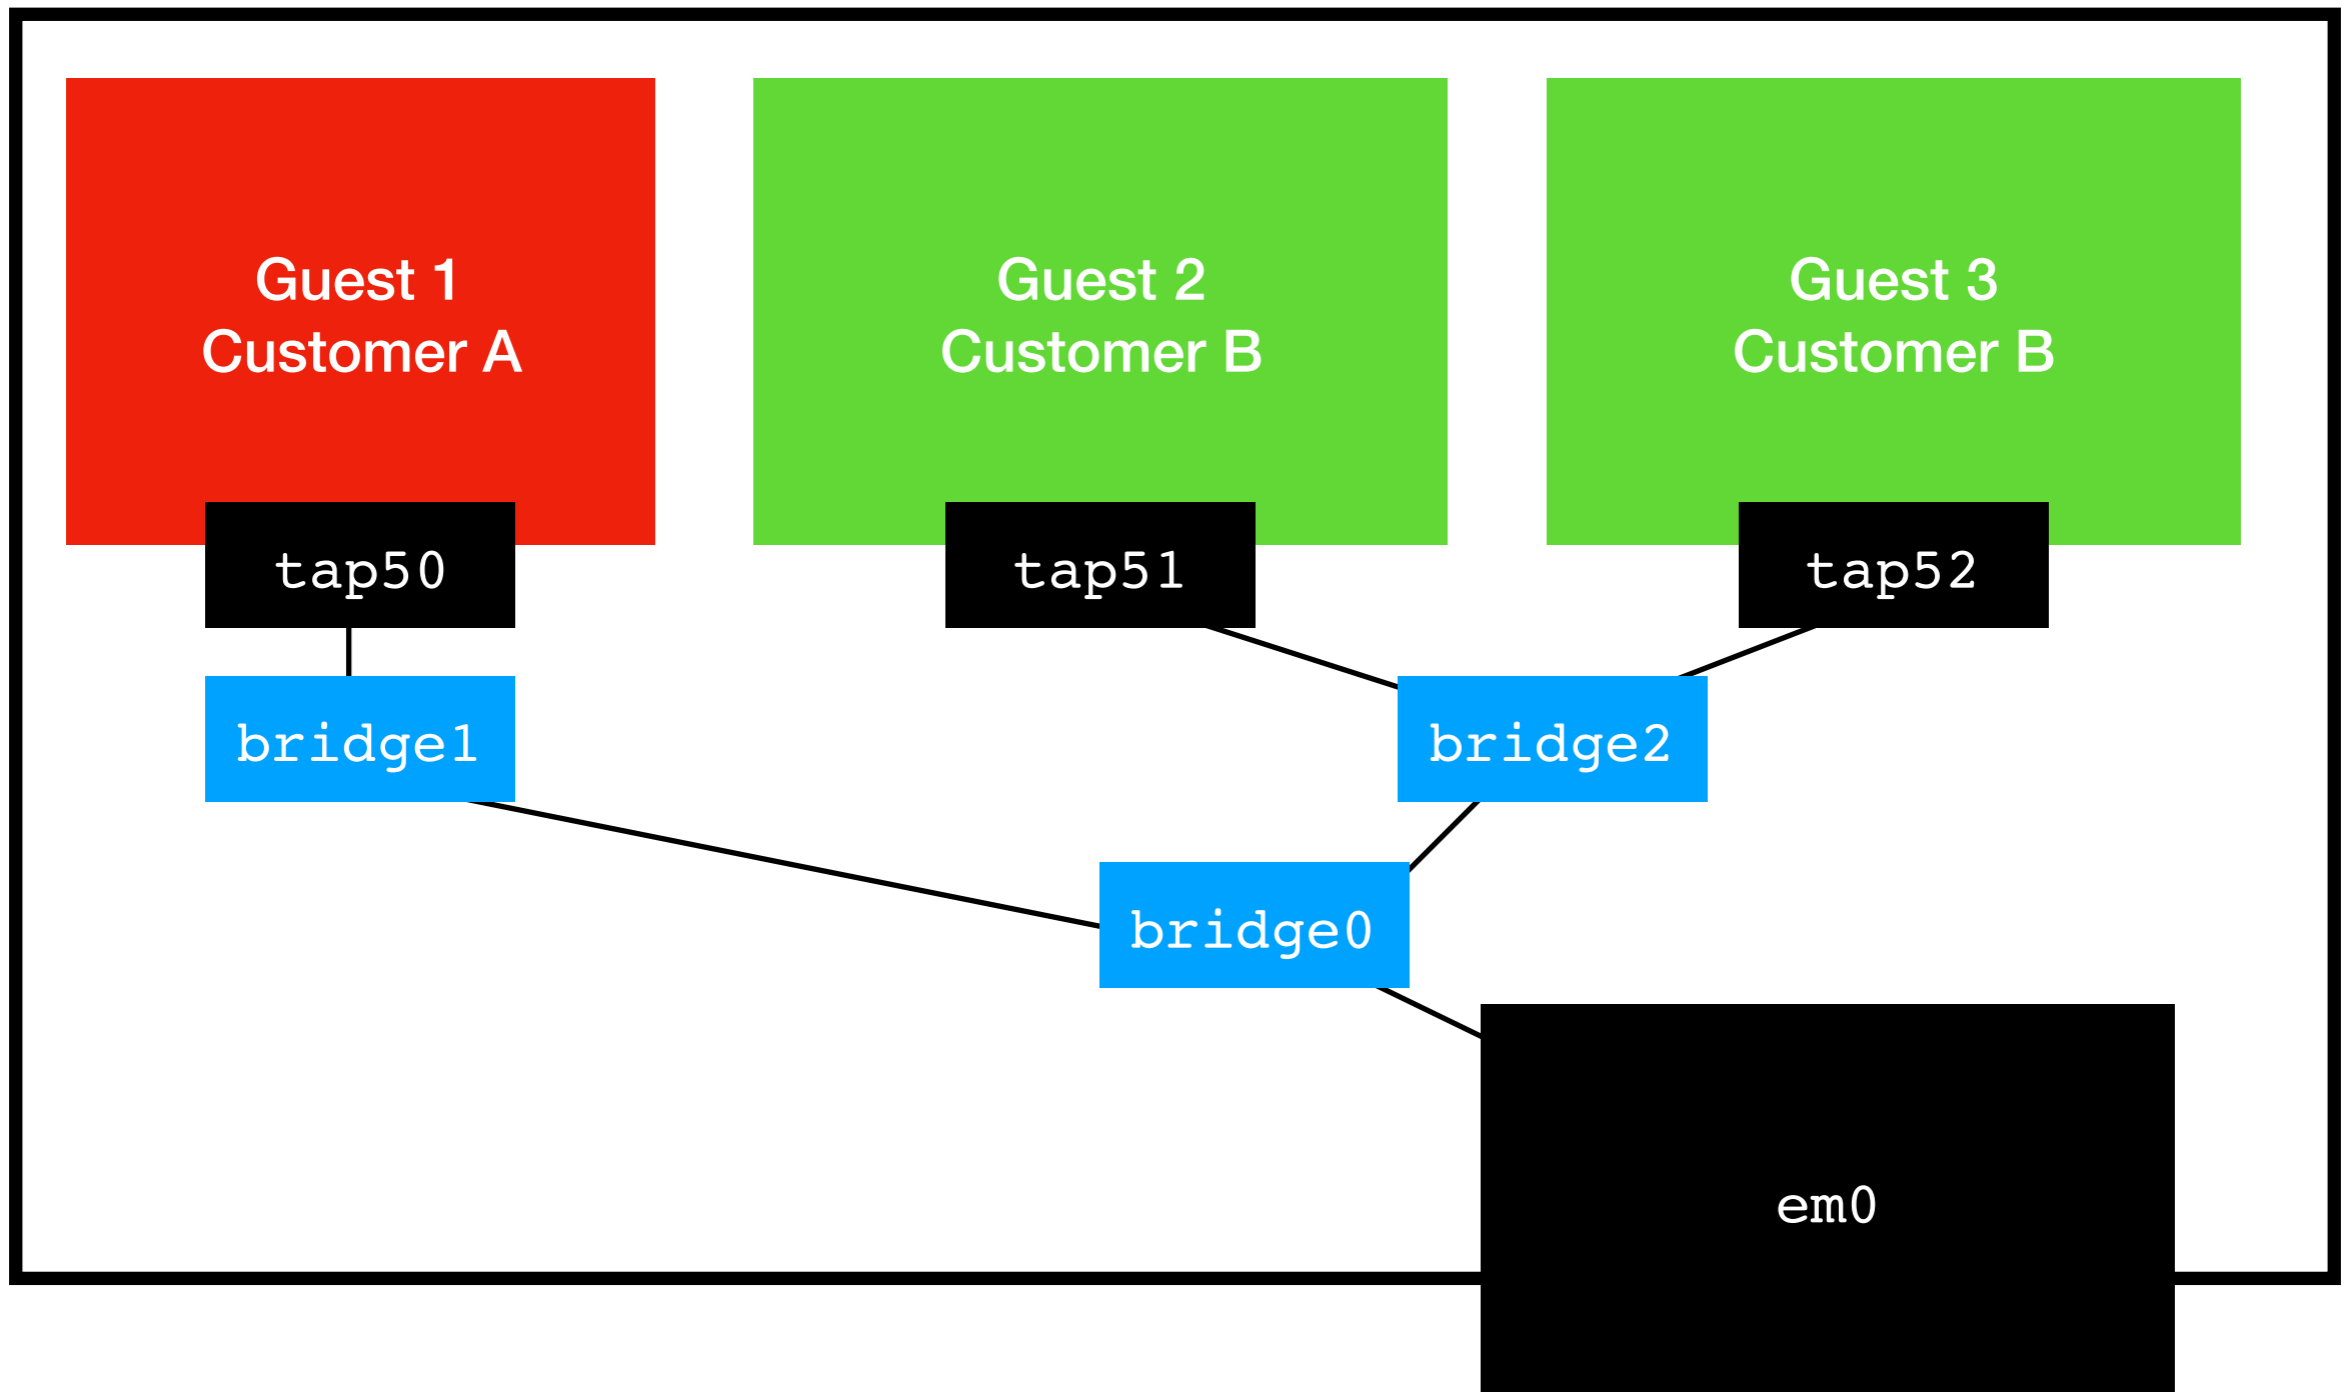 Guest 1
Customer A
Guest 2
Customer B
Guest 3
Customer B
tap50
tap51
tap52
bridge1
bridge2
bridge0
em0